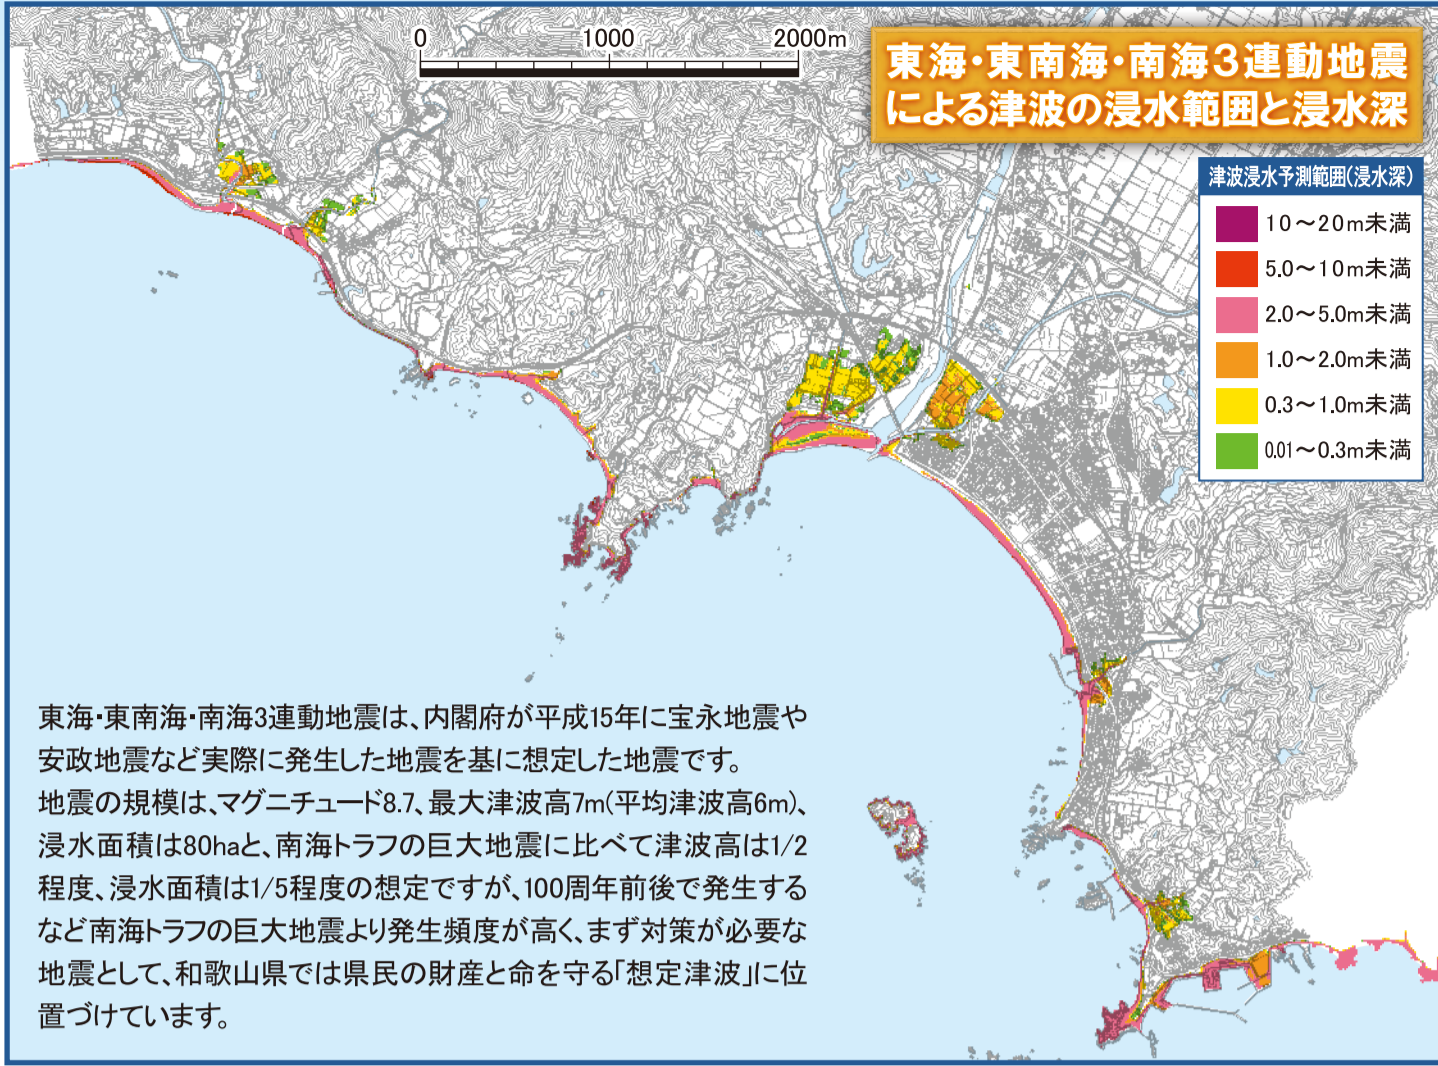 0 1000 2000m
東海・東南海・南海3連動地震
による津波の浸水範囲と浸水深
津波浸水予測範囲(浸水深)
10～20m未満
5.0～10m未満
2.0～5.0m未満
1.0～2.0m未満
0.3～1.0m未満
0.01～0.3m未満
東海・東南海・南海3連動地震は、内閣府が平成15年に宝永地震や
安政地震など実際に発生した地震を基に想定した地震です。
地震の規模は、マグニチュード8.7、最大津波高7m(平均津波高6m)、
浸水面積は80haと、南海トラフの巨大地震に比べて津波高は1/2
程度、浸水面積は1/5程度の想定ですが、100周年前後で発生する
など南海トラフの巨大地震より発生頻度が高く、まず対策が必要な
地震として、和歌山県では県民の財産と命を守る「想定津波」に位
置づけています。